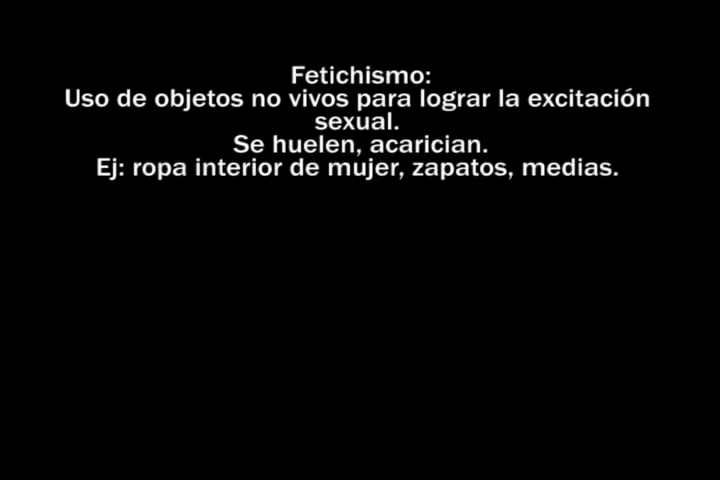 Fetichismo:
Uso de objetos no vivos para lograr la excitación
sexual.
Se huelen, acarician.
Ej: ropa interior de mujer, zapatos, medias.